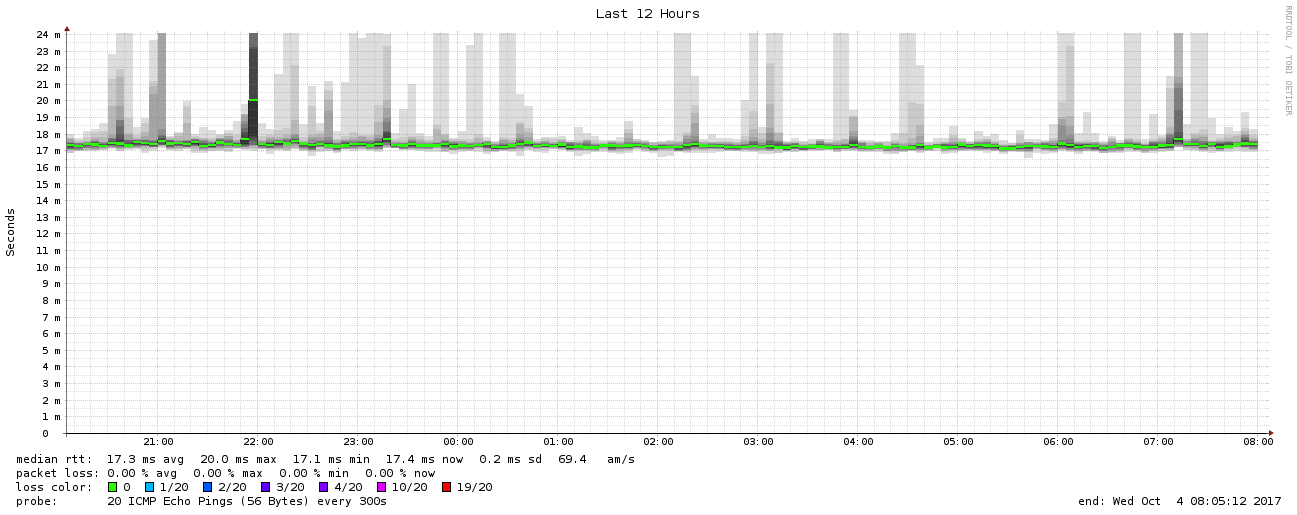 Last 12 Hours
RRDTOOL / TOBI OETIKER
Seconds
24 m
23 m
22 m
21 m
20 m
19 m
18 m
17 m
16 m
15 m
14 m
13 m
12 m
11 m
10 m
9 m
8 m
7 m
6 m
5 m
4 m
3 m
2 m
1 m
0
21:00 22:00 23:00 00:00 01:00 02:00 03:00 04:00 05:00 06:00 07:00 08:00
median rtt: 17.3 ms avg 20.0 ms max 17.1 ms min 17.4 ms now 0.2 ms sd 69.4 am/s
packet loss: 0.00 % avg 0.00 % max 0.00 % min 0.00 % now
loss color: 0 1/20 2/20 3/20 4/20 10/20 19/20
probe: 20 ICMP Echo Pings (56 Bytes) every 300s end: Wed Oct 4 08:05:12 2017